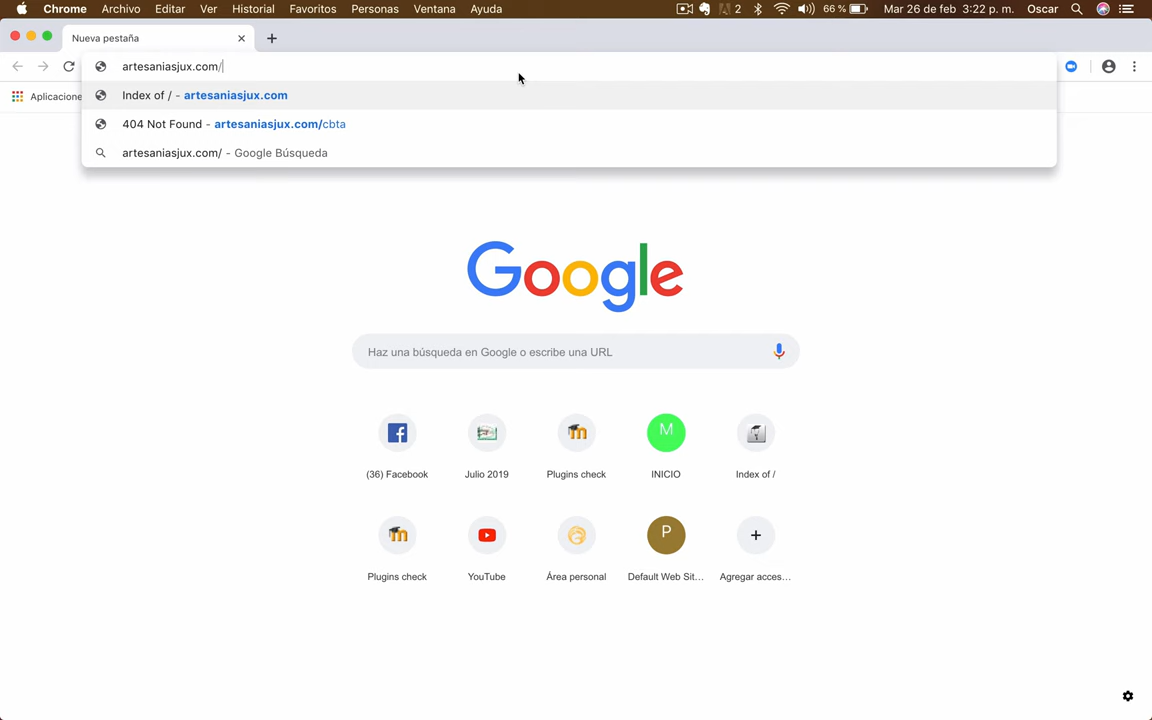 Chrome Archivo Editar Ver Historial Favoritos Personas Ventana Ayuda 2 66 % Mar 26 de feb 3:22 p. m. Oscar
Nueva pestaña
artesaniasjux.com/
Aplicacione
Index of / - artesaniasjux.com
404 Not Found - artesaniasjux.com/cbta
artesaniasjux.com/ - Google Búsqueda
Google
Haz una búsqueda en Google o escribe una URL
M
(36) Facebook Julio 2019 Plugins check INICIO Index of /
P
Plugins check YouTube Área personal Default Web Sit... Agregar acces...